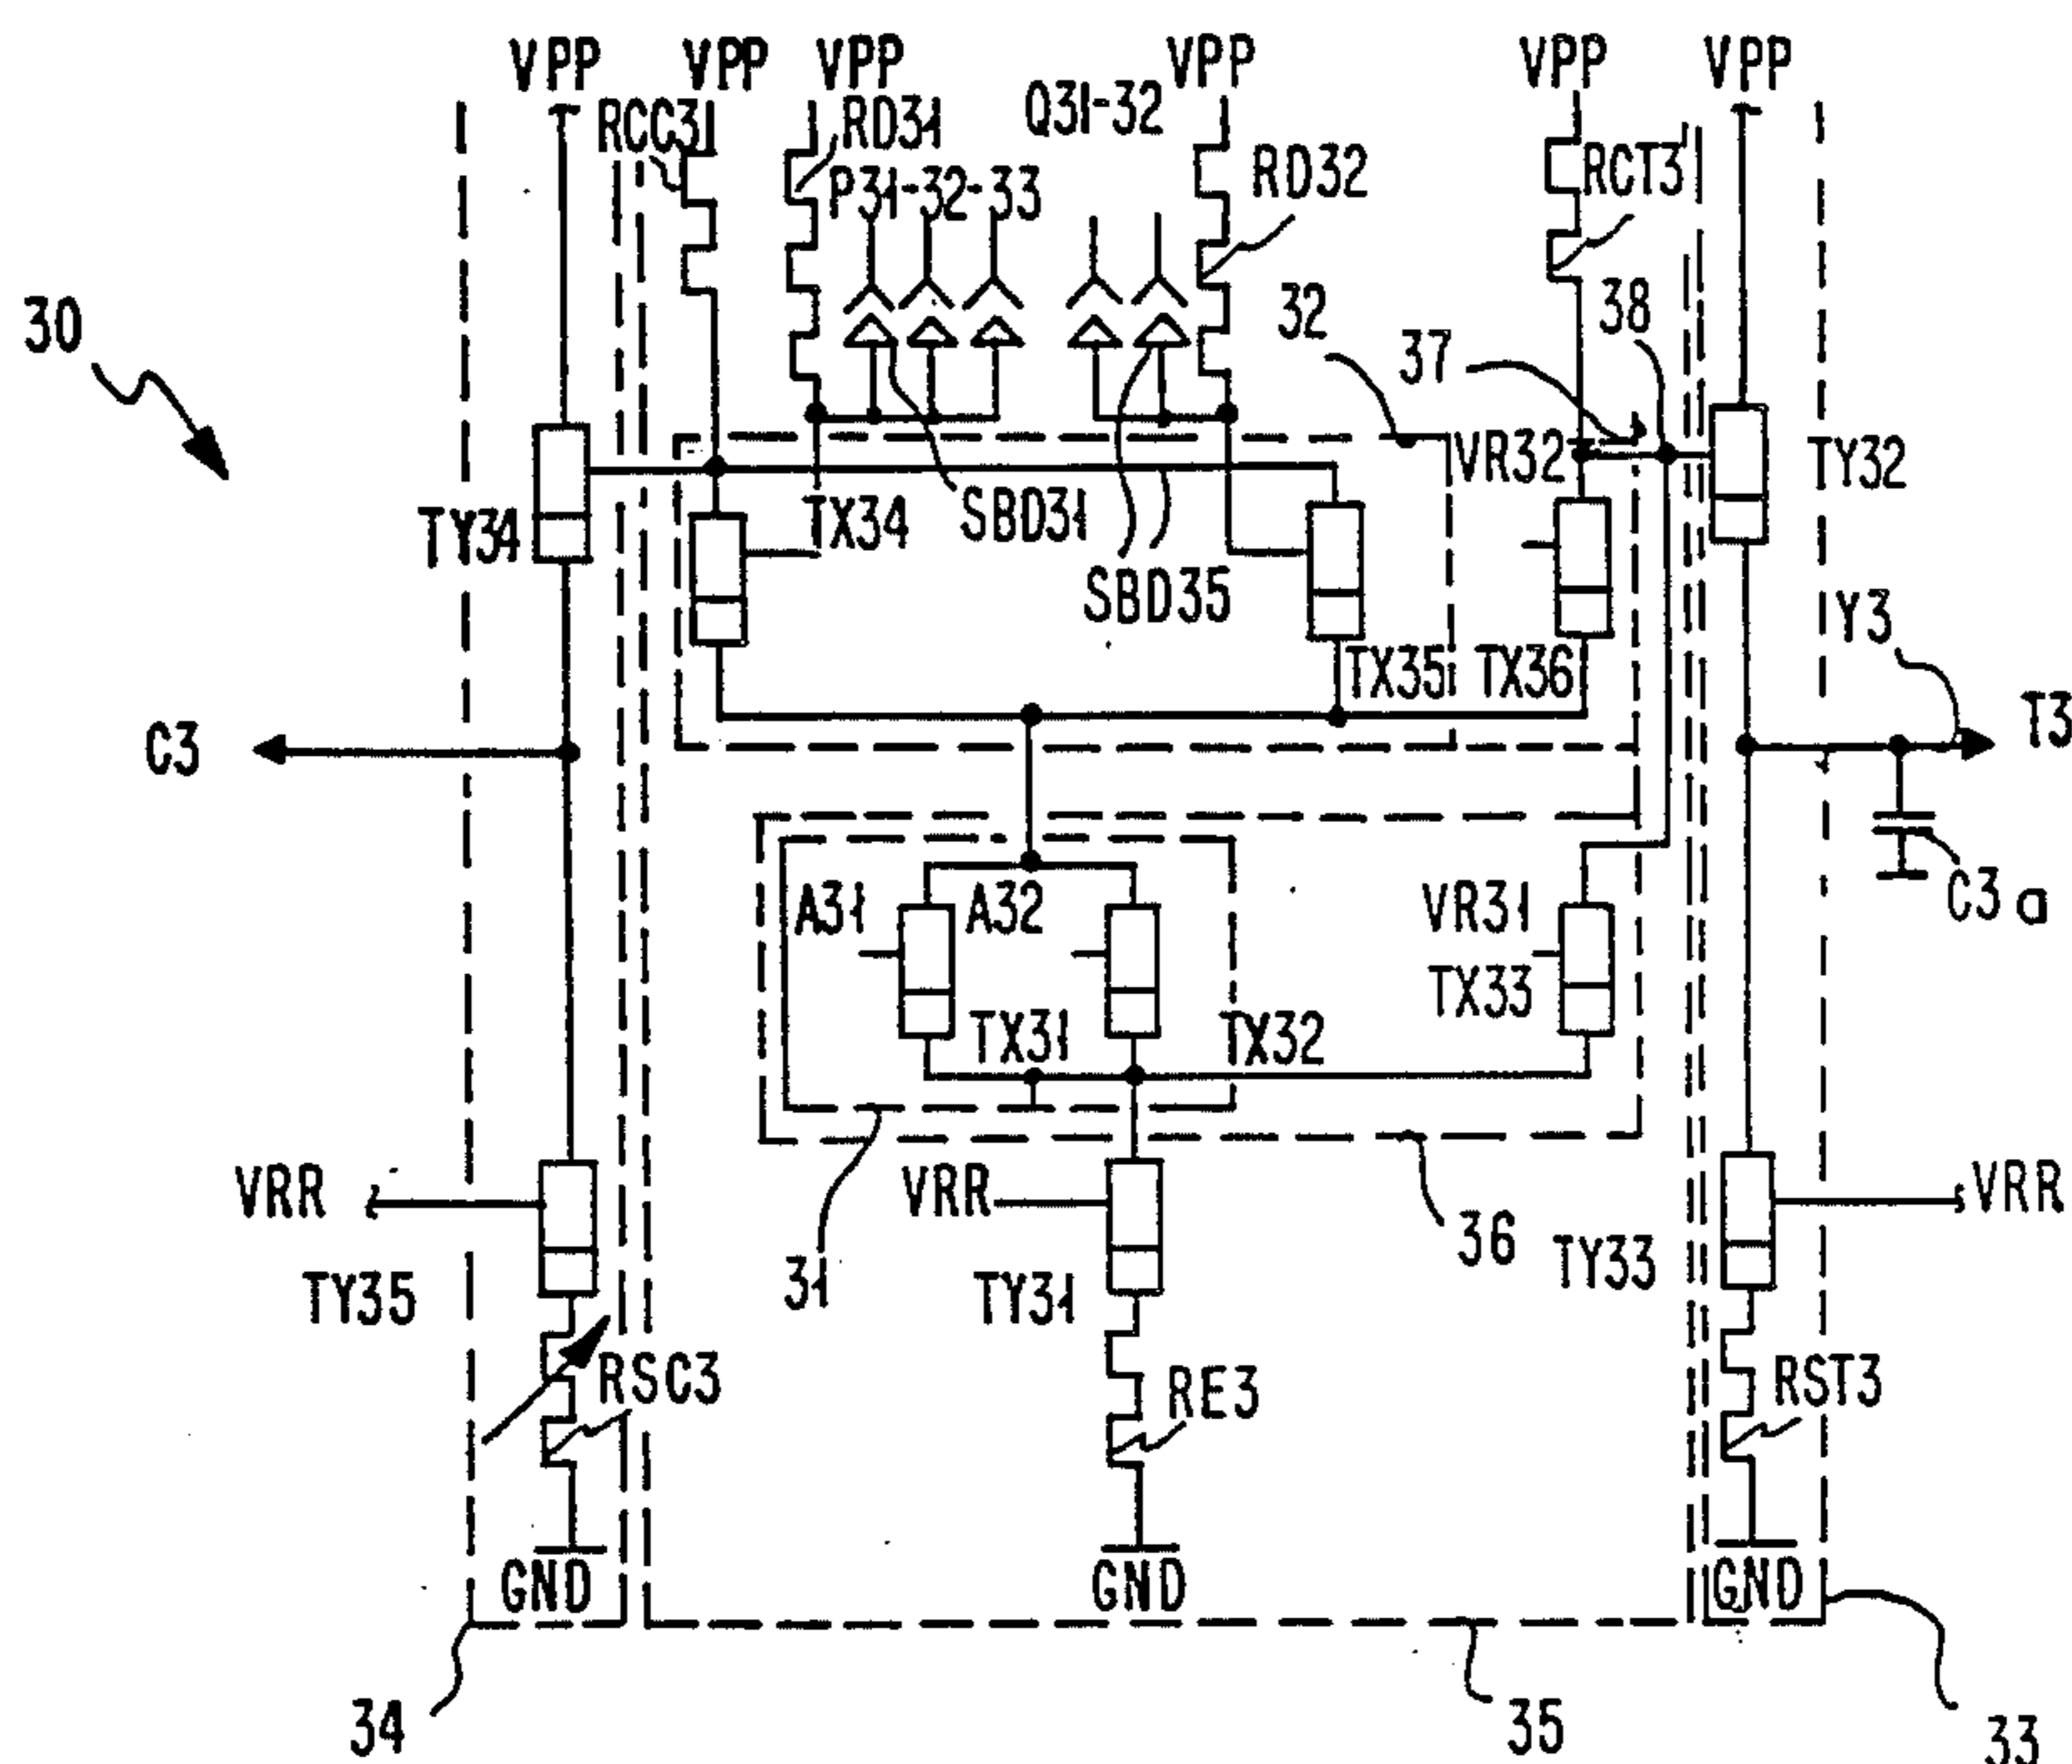 VPP VPP VPP VPP VPP VPP
RCC31 RD31 Q31-32
P31-32-33 RD32 RCT3
30 32 37 38
TY34 TX34 SBD31 VR32 TY32
SBD35
TX35 TX36 Y3
C3 T3
A31 A32 VR31 C3a
TX33
TX31 TX32
VRR VRR VRR
31 36
TY35 TY31 TY33
RSC3 RE3 RST3
GND GND GND
34 35 33